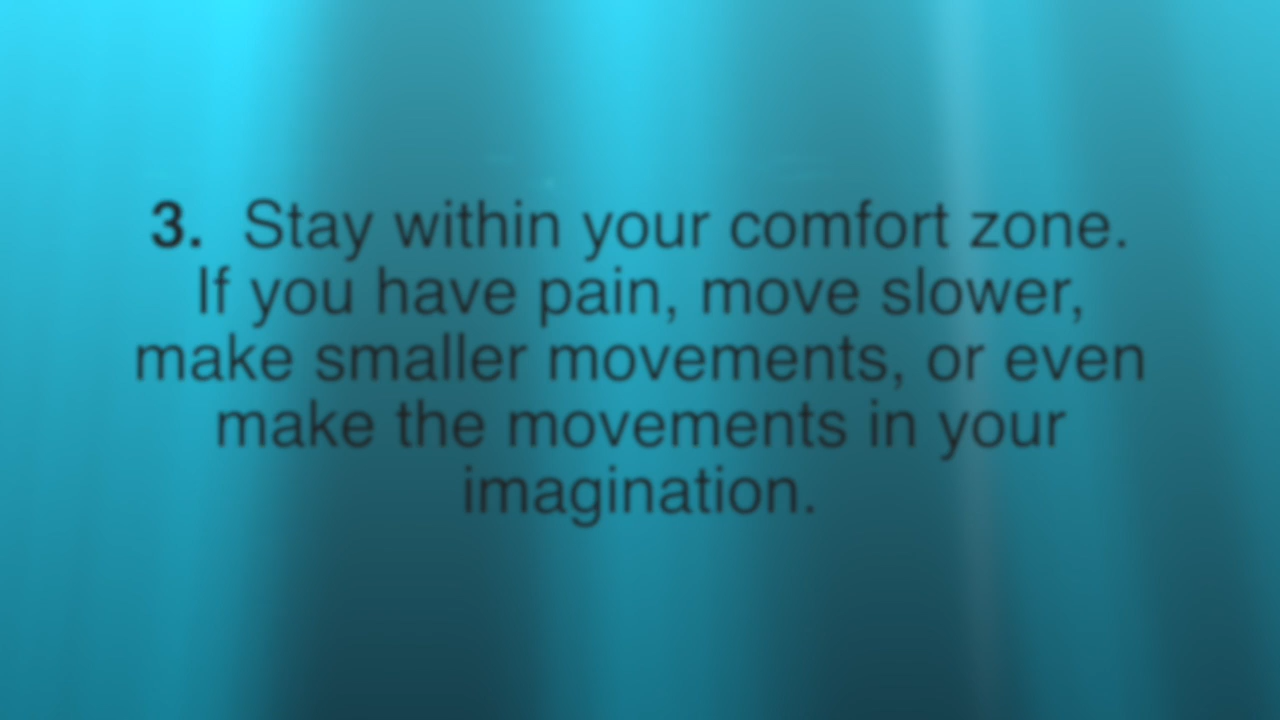 3. Stay within your comfort zone.
If you have pain, move slower,
make smaller movements, or even
make the movements in your
imagination.